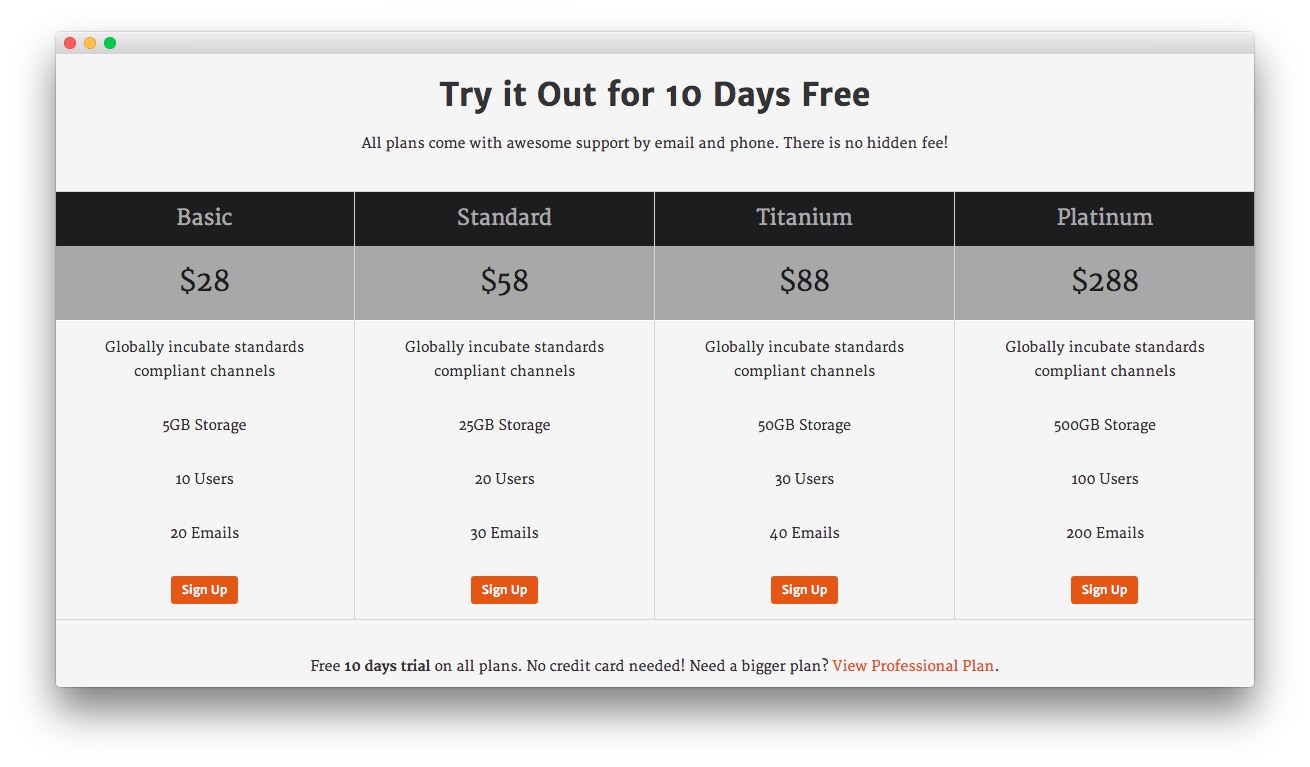 Try it Out for 10 Days Free
All plans come with awesome support by email and phone. There is no hidden fee!
Basic
$28
Globally incubate standards
compliant channels
5GB Storage
10 Users
20 Emails
Sign Up
Standard
$58
Globally incubate standards
compliant channels
25GB Storage
20 Users
30 Emails
Sign Up
Titanium
$88
Globally incubate standards
compliant channels
50GB Storage
30 Users
40 Emails
Sign Up
Platinum
$288
Globally incubate standards
compliant channels
500GB Storage
100 Users
200 Emails
Sign Up
Free 10 days trial on all plans. No credit card needed! Need a bigger plan? View Professional Plan.